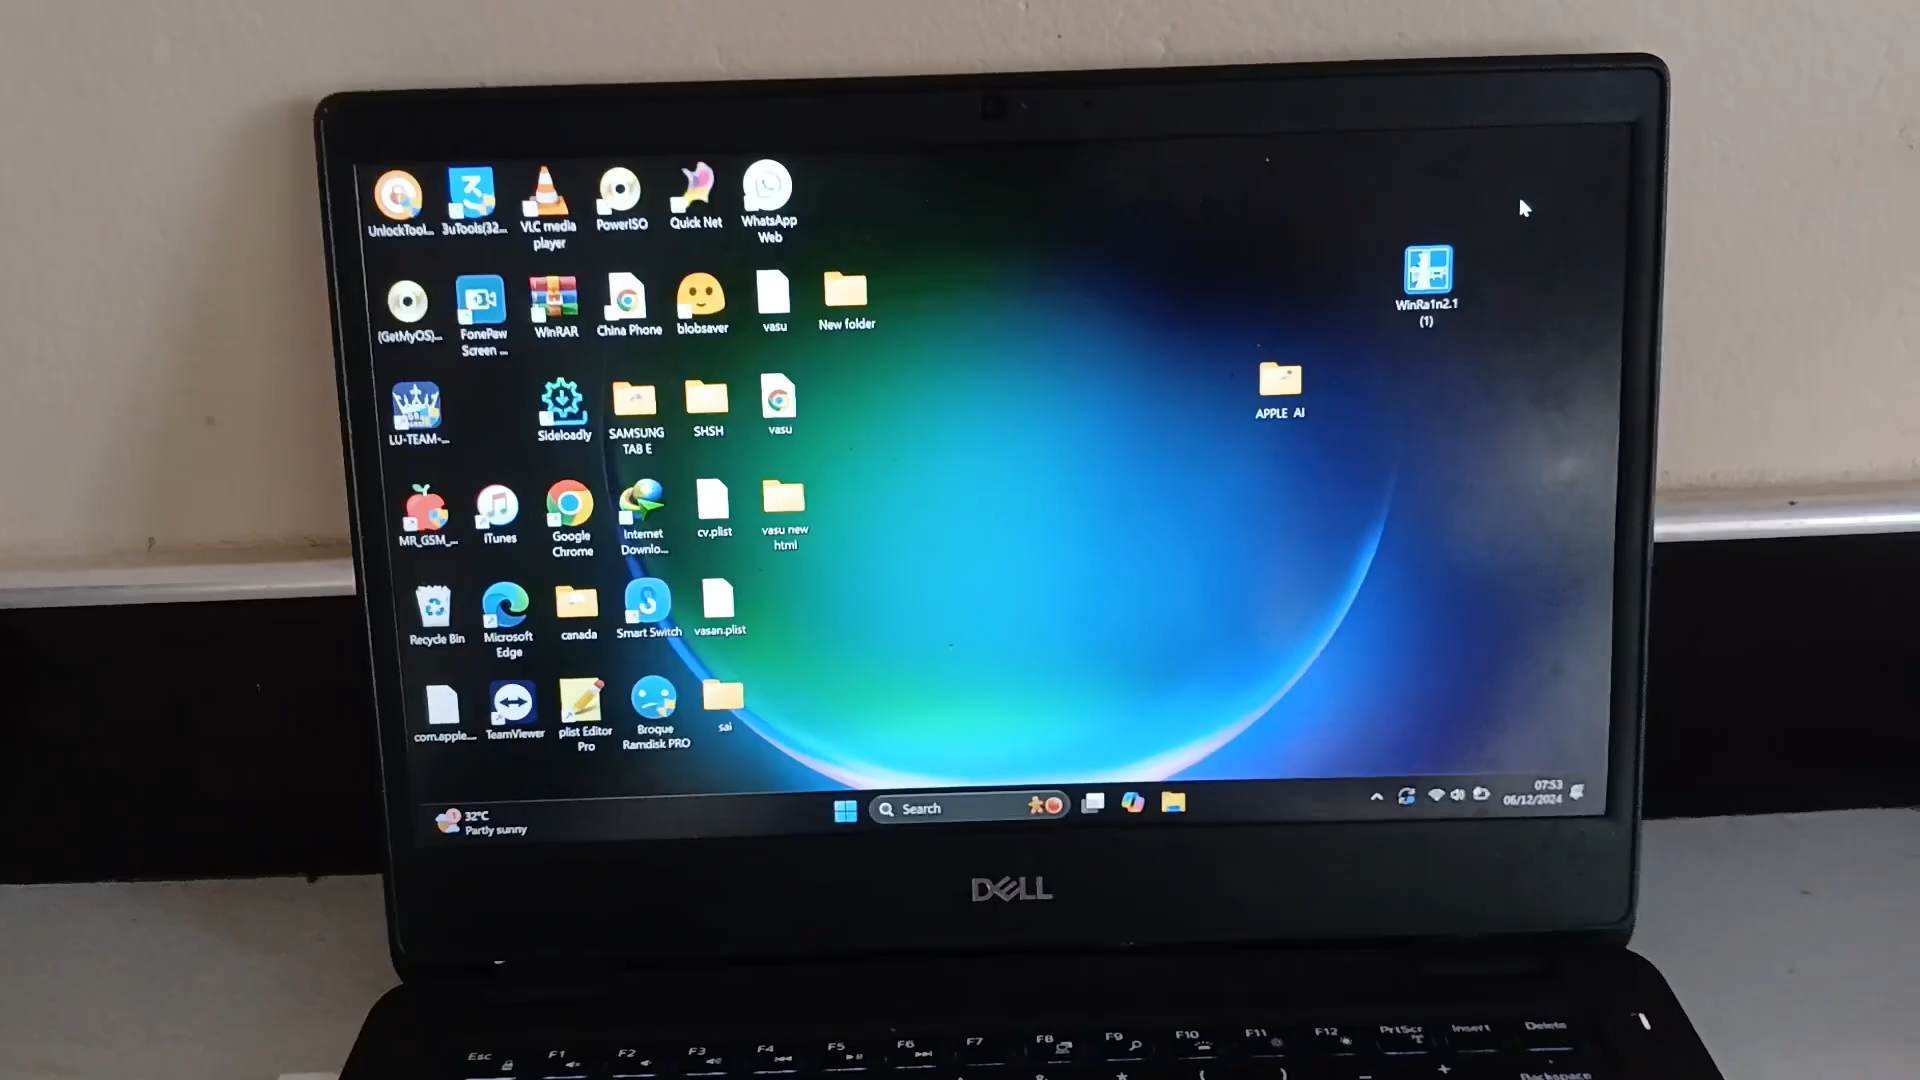 UnlockTool...
3uTools(32...
VLC media
player
PowerISO
Quick Net
WhatsApp
Web
(GetMyOS)...
FonePaw
Screen ...
WinRAR
China Phone
blobsaver
vasu
New folder
WinRa1n2.1
(1)
LU-TEAM-...
Sideloadly
SAMSUNG
TAB E
SHSH
vasu
APPLE AI
MR_GSM_...
iTunes
Google
Chrome
Internet
Downlo...
cv.plist
vasu new
html
Recycle Bin
Microsoft
Edge
canada
Smart Switch
vasan.plist
com.apple....
TeamViewer
plist Editor
Pro
Broque
Ramdisk PRO
sai
32°C
Partly sunny
Search
07:53
06/12/2024
DELL
Esc
F1
F2
F3
F4
F5
F6
F7
F8
F9
F10
F11
F12
PrtScr
Insert
Delete
Backspace